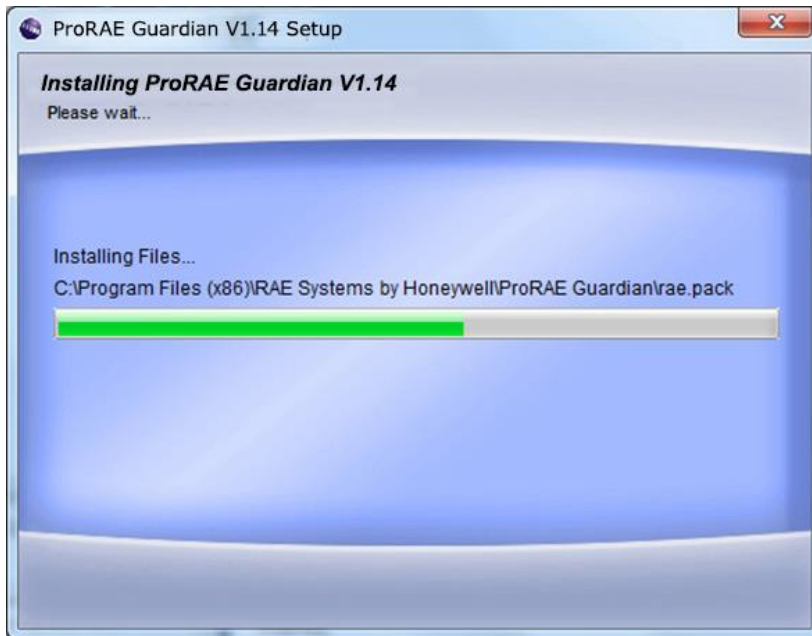 ProRAE Guardian V1.14 Setup
Installing ProRAE Guardian V1.14
Please wait...
Installing Files...
C:\Program Files (x86)\RAE Systems by Honeywell\ProRAE Guardian\rae.pack